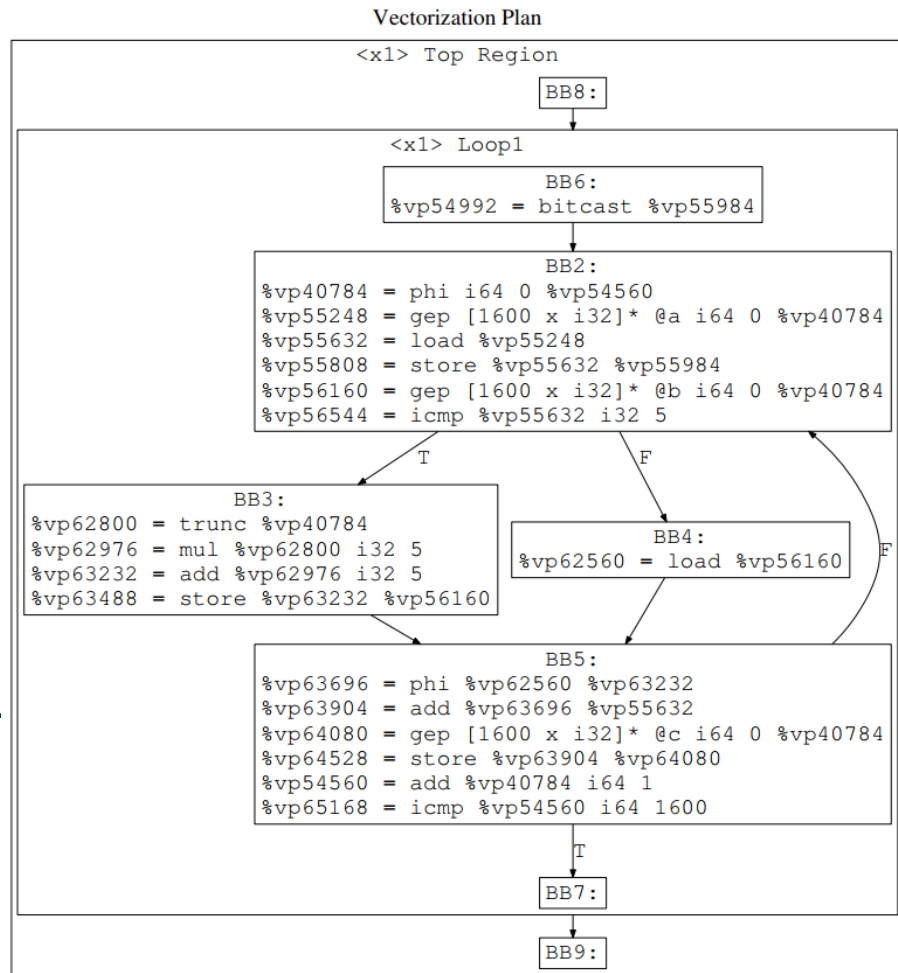 Vectorization Plan
<x1> Top Region
BB8:
<x1> Loop1
BB6:
%vp54992 = bitcast %vp55984
BB2:
%vp40784 = phi i64 0 %vp54560
%vp55248 = gep [1600 x i32]* @a i64 0 %vp40784
%vp55632 = load %vp55248
%vp55808 = store %vp55632 %vp55984
%vp56160 = gep [1600 x i32]* @b i64 0 %vp40784
%vp56544 = icmp %vp55632 i32 5
T
F
BB3:
%vp62800 = trunc %vp40784
%vp62976 = mul %vp62800 i32 5
%vp63232 = add %vp62976 i32 5
%vp63488 = store %vp63232 %vp56160
BB4:
%vp62560 = load %vp56160
F
BB5:
%vp63696 = phi %vp62560 %vp63232
%vp63904 = add %vp63696 %vp55632
%vp64080 = gep [1600 x i32]* @c i64 0 %vp40784
%vp64528 = store %vp63904 %vp64080
%vp54560 = add %vp40784 i64 1
%vp65168 = icmp %vp54560 i64 1600
T
BB7:
BB9: